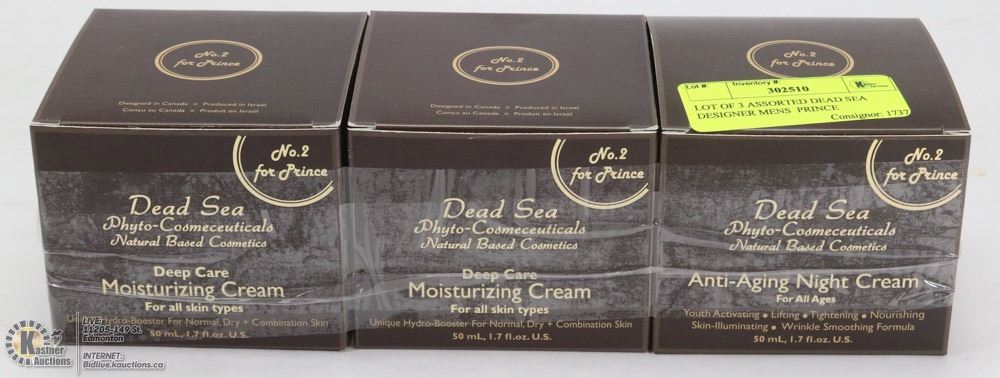 No.2
for Prince
Designed in Canada • Produced in Israel
Conçu au Canada • Produit en Israël
No.2
for Prince
Dead Sea
Phyto-Cosmeceuticals
Natural Based Cosmetics
Deep Care
Moisturizing Cream
For all skin types
Unique Hydro-Booster For Normal, Dry + Combination Skin
50 mL, 1.7 fl.oz. U.S.
No.2
for Prince
Designed in Canada • Produced in Israel
Conçu au Canada • Produit en Israël
No.2
for Prince
Dead Sea
Phyto-Cosmeceuticals
Natural Based Cosmetics
Deep Care
Moisturizing Cream
For all skin types
Unique Hydro-Booster For Normal, Dry + Combination Skin
50 mL, 1.7 fl.oz. U.S.
No.2
for Prince
Lot #: Inventory #:
302510
LOT OF 3 ASSORTED DEAD SEA
DESIGNER MENS PRINCE
Consignor: 1737
No.2
for Prince
Dead Sea
Phyto-Cosmeceuticals
Natural Based Cosmetics
Anti-Aging Night Cream
For All Ages
Youth Activating • Lifting • Tightening • Nourishing
Skin-Illuminating • Wrinkle Smoothing Formula
50 mL, 1.7 fl.oz. U.S.
Kastner
Auctions
LIVE:
11205-149 St.
Edmonton
INTERNET:
Bidlive.kauctions.ca